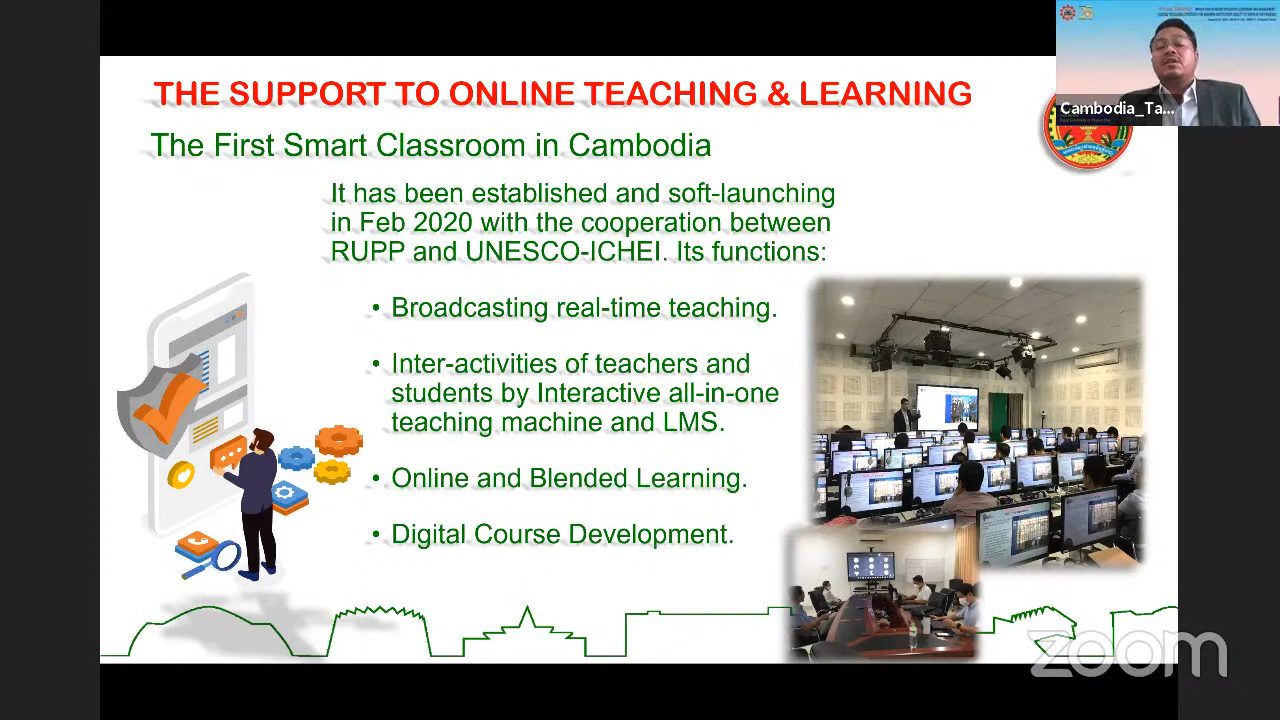 THE SUPPORT TO ONLINE TEACHING & LEARNING
The First Smart Classroom in Cambodia
It has been established and soft-launching
in Feb 2020 with the cooperation between
RUPP and UNESCO-ICHEI. Its functions:
• Broadcasting real-time teaching.
• Inter-activities of teachers and
students by Interactive all-in-one
teaching machine and LMS.
• Online and Blended Learning.
• Digital Course Development.
Cambodia_Ta...
zoom